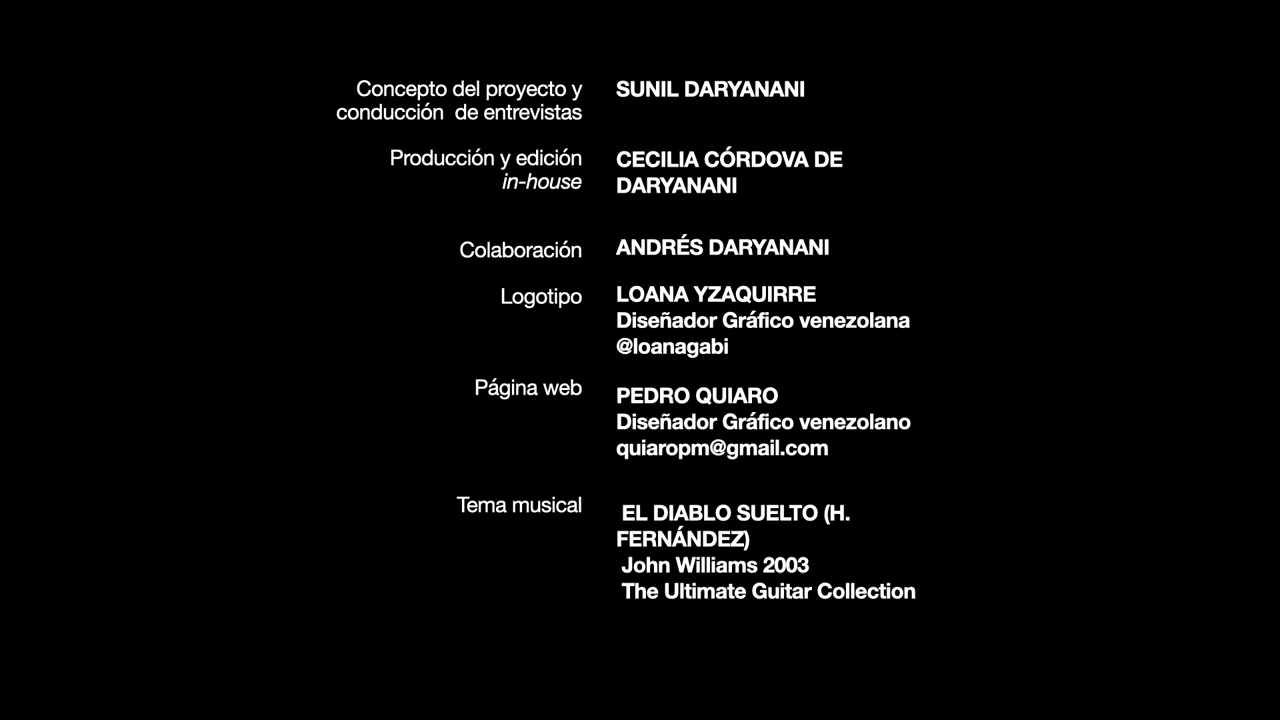 Concepto del proyecto y
conducción de entrevistas
SUNIL DARYANANI
Producción y edición
in-house
CECILIA CÓRDOVA DE
DARYANANI
Colaboración
ANDRÉS DARYANANI
Logotipo
LOANA YZAQUIRRE
Diseñador Gráfico venezolana
@loanagabi
Página web
PEDRO QUIARO
Diseñador Gráfico venezolano
quiaropm@gmail.com
Tema musical
EL DIABLO SUELTO (H.
FERNÁNDEZ)
John Williams 2003
The Ultimate Guitar Collection